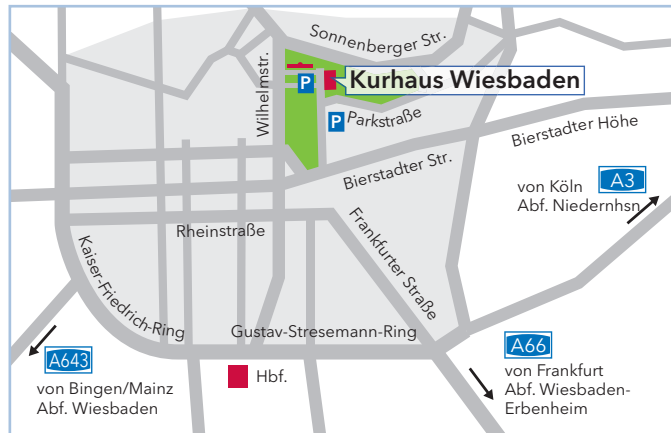 Sonnenberger Str.
Wilhelmstr.
P
Kurhaus Wiesbaden
P
Parkstraße
Bierstadter Höhe
Bierstadter Str.
von Köln
A3
Abf. Niedernhsn
Rheinstraße
Frankfurter Straße
Kaiser-Friedrich-Ring
Gustav-Stresemann-Ring
A643
von Bingen/Mainz
Abf. Wiesbaden
Hbf.
A66
von Frankfurt
Abf. Wiesbaden-
Erbenheim